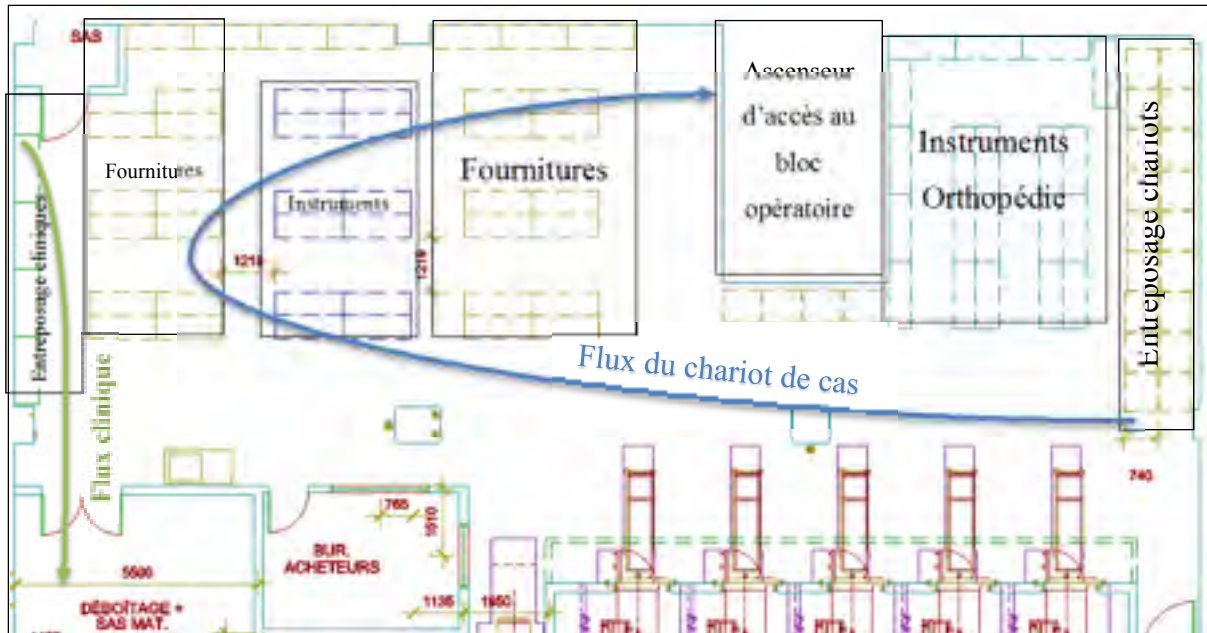 SAS
Fournitures
Instruments
Fournitures
Ascenseur
d'accès au
bloc
opératoire
Instruments
Orthopédie
Entreposage chariots
Entreposage cliniques
1219
1219
Flux du chariot de cas
Flux clinique
740
765
1510
BUR.
ACHETEURS
5500
1135
1950
DÉBOÎTAGE +
SAS MAT.